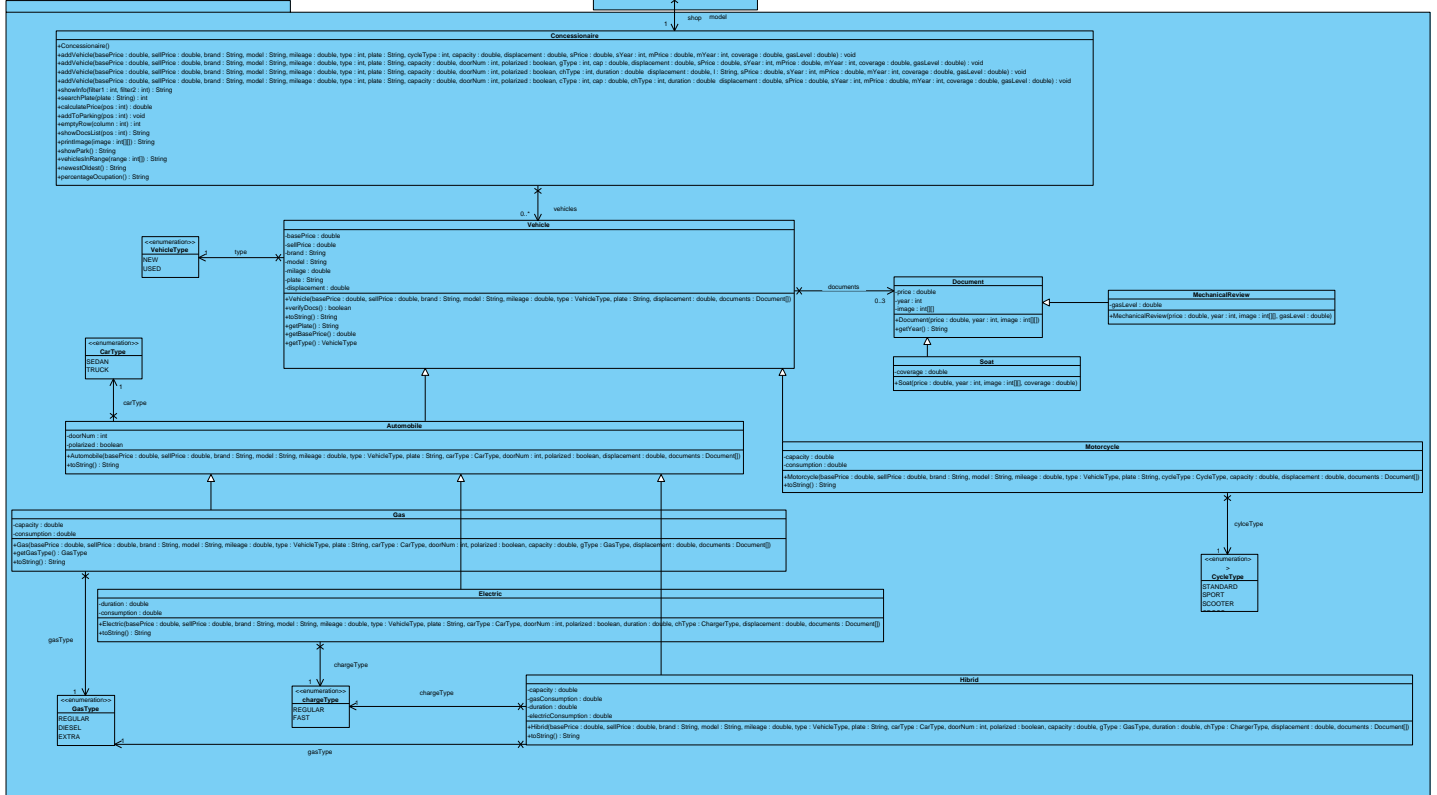 shop model
1
Concessionaire
+Concessionaire()
+addVehicle(basePrice : double, sellPrice : double, brand : String, model : String, mileage : double, type : int, plate : String, cycleType : int, capacity : double, displacement : double, sPrice : double, sYear : int, mPrice : double, mYear : int, coverage : double, gasLevel : double) : void
+addVehicle(basePrice : double, sellPrice : double, brand : String, model : String, mileage : double, type : int, plate : String, capacity : double, doorNum : int, polarized : boolean, gType : int, cap : double, displacement : double, sPrice : double, sYear : int, mPrice : double, mYear : int, coverage : double, gasLevel : double) : void
+addVehicle(basePrice : double, sellPrice : double, brand : String, model : String, mileage : double, type : int, plate : String, capacity : double, doorNum : int, polarized : boolean, chType : int, duration : double displacement : double, l : String, sPrice : double, sYear : int, mPrice : double, mYear : int, coverage : double, gasLevel : double) : void
+addVehicle(basePrice : double, sellPrice : double, brand : String, model : String, mileage : double, type : int, plate : String, capacity : double, doorNum : int, polarized : boolean, cType : int, cap : double, chType : int, duration : double displacement : double, sPrice : double, sYear : int, mPrice : double, mYear : int, coverage : double, gasLevel : double) : void
+showInfo(filter1 : int, filter2 : int) : String
+searchPlate(plate : String) : int
+calculatePrice(pos : int) : double
+addToParking(pos : int) : void
+emptyRow(column : int) : int
+showDocsList(pos : int) : String
+printImage(image : int[][]) : String
+showPark() : String
+vehiclesInRange(range : int[]) : String
+newestOldest() : String
+percentageOcupation() : String
vehicles
0..*
Vehicle
-basePrice : double
-sellPrice : double
-brand : String
-model : String
-milage : double
-plate : String
-displacement : double
+Vehicle(basePrice : double, sellPrice : double, brand : String, model : String, mileage : double, type : VehicleType, plate : String, displacement : double, documents : Document[])
+verifyDocs() : boolean
+toString() : String
+getPlate() : String
+getBasePrice() : double
+getType() : VehicleType
<<enumeration>>
VehicleType
NEW
USED
1
type
documents
0..3
Document
-price : double
-year : int
-image : int[][]
+Document(price : double, year : int, image : int[][])
+getYear() : String
MechanicalReview
-gasLevel : double
+MechanicalReview(price : double, year : int, image : int[][], gasLevel : double)
Soat
-coverage : double
+Soat(price : double, year : int, image : int[][], coverage : double)
<<enumeration>>
CarType
SEDAN
TRUCK
1
carType
Automobile
-doorNum : int
-polarized : boolean
+Automobile(basePrice : double, sellPrice : double, brand : String, model : String, mileage : double, type : VehicleType, plate : String, carType : CarType, doorNum : int, polarized : boolean, displacement : double, documents : Document[])
+toString() : String
Motorcycle
-capacity : double
-consumption : double
+Motorcycle(basePrice : double, sellPrice : double, brand : String, model : String, mileage : double, type : VehicleType, plate : String, cycleType : CycleType, capacity : double, displacement : double, documents : Document[])
+toString() : String
cylceType
1
<<enumeration>
>
CycleType
STANDARD
SPORT
SCOOTER
Gas
-capacity : double
-consumption : double
+Gas(basePrice : double, sellPrice : double, brand : String, model : String, mileage : double, type : VehicleType, plate : String, carType : CarType, doorNum : int, polarized : boolean, capacity : double, gType : GasType, displacement : double, documents : Document[])
+getGasType() : GasType
+toString() : String
Electric
-duration : double
-consumption : double
+Electric(basePrice : double, sellPrice : double, brand : String, model : String, mileage : double, type : VehicleType, plate : String, carType : CarType, doorNum : int, polarized : boolean, duration : double, chType : ChargerType, displacement : double, documents : Document[])
+toString() : String
gasType
1
chargeType
1
<<enumeration>>
chargeType
REGULAR
FAST
1
chargeType
<<enumeration>>
GasType
REGULAR
DIESEL
EXTRA
1
gasType
Hibrid
-capacity : double
-gasConsumption : double
-duration : double
-electricConsumption : double
+Hibrid(basePrice : double, sellPrice : double, brand : String, model : String, mileage : double, type : VehicleType, plate : String, carType : CarType, doorNum : int, polarized : boolean, capacity : double, gType : GasType, duration : double, chType : ChargerType, displacement : double, documents : Document[])
+toString() : String